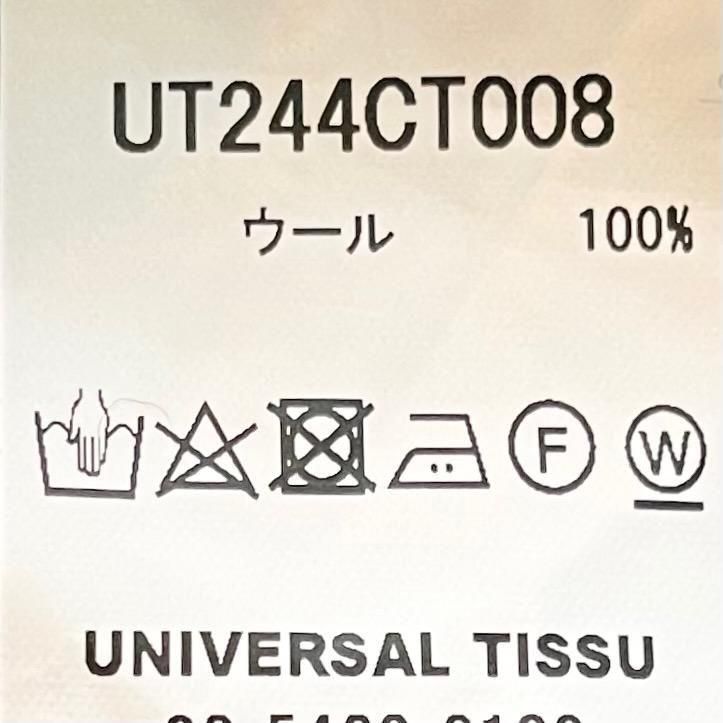 UT244CT008
ウール 100%
F W
UNIVERSAL TISSU